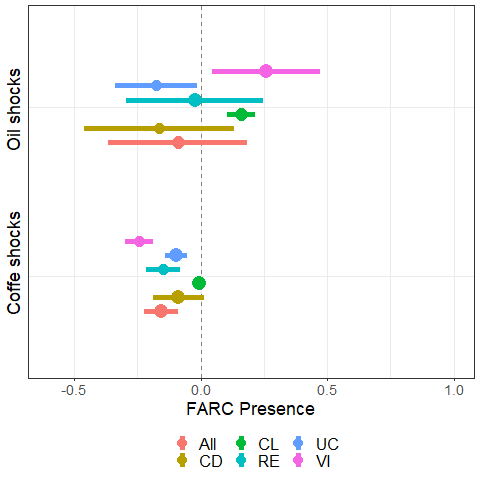 Oil shocks
Coffe shocks
-0.5 0.0 0.5 1.0
FARC Presence
All CL UC
CD RE VI